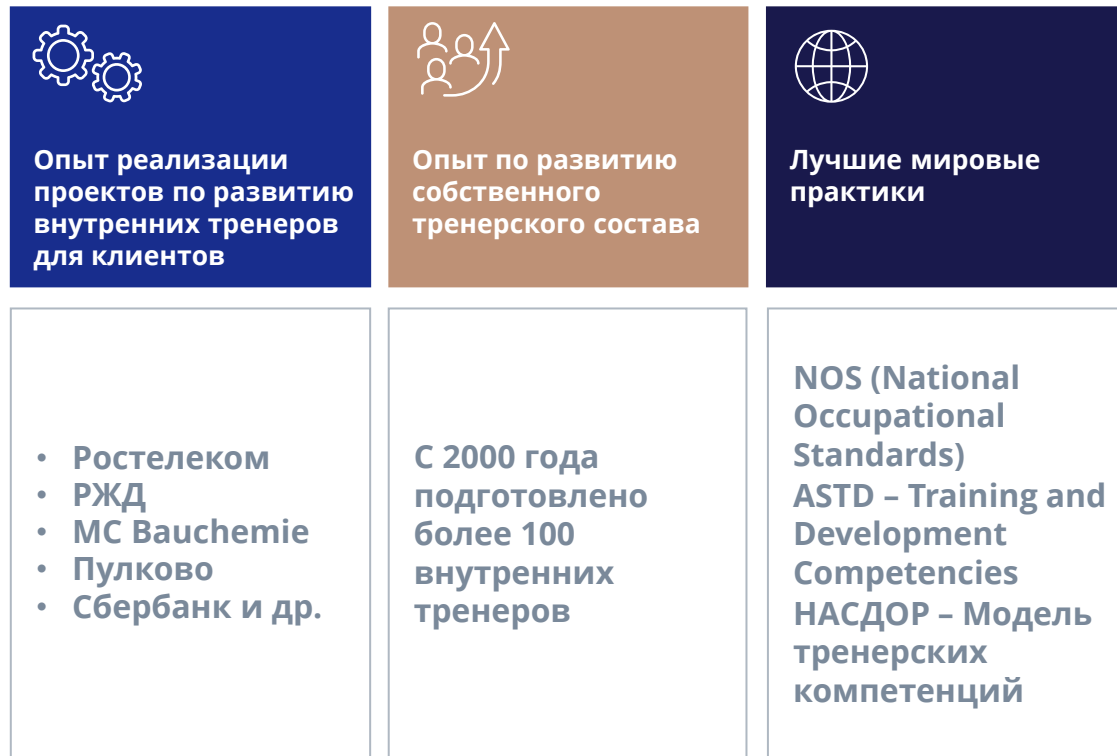 Опыт реализации
проектов по развитию
внутренних тренеров
для клиентов
Опыт по развитию
собственного
тренерского состава
Лучшие мировые
практики
• Ростелеком
• РЖД
• MC Bauchemie
• Пулково
• Сбербанк и др.
С 2000 года
подготовлено
более 100
внутренних
тренеров
NOS (National
Occupational
Standards)
ASTD – Training and
Development
Competencies
НАСДОР – Модель
тренерских
компетенций